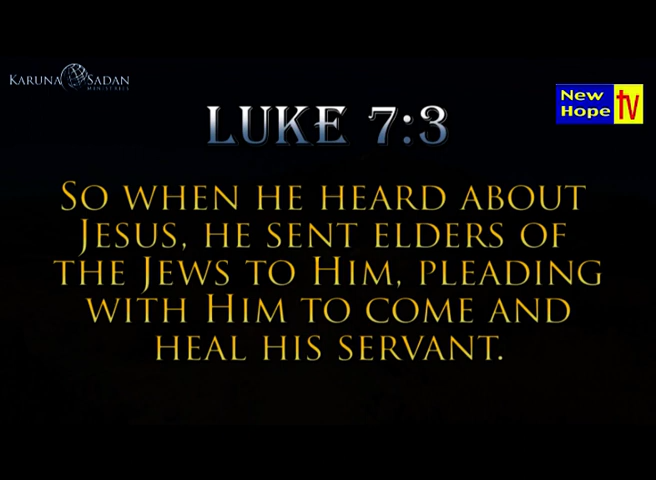 KARUNA SADAN
MINISTRIES
New
Hope tv
LUKE 7:3
SO WHEN HE HEARD ABOUT
JESUS, HE SENT ELDERS OF
THE JEWS TO HIM, PLEADING
WITH HIM TO COME AND
HEAL HIS SERVANT.